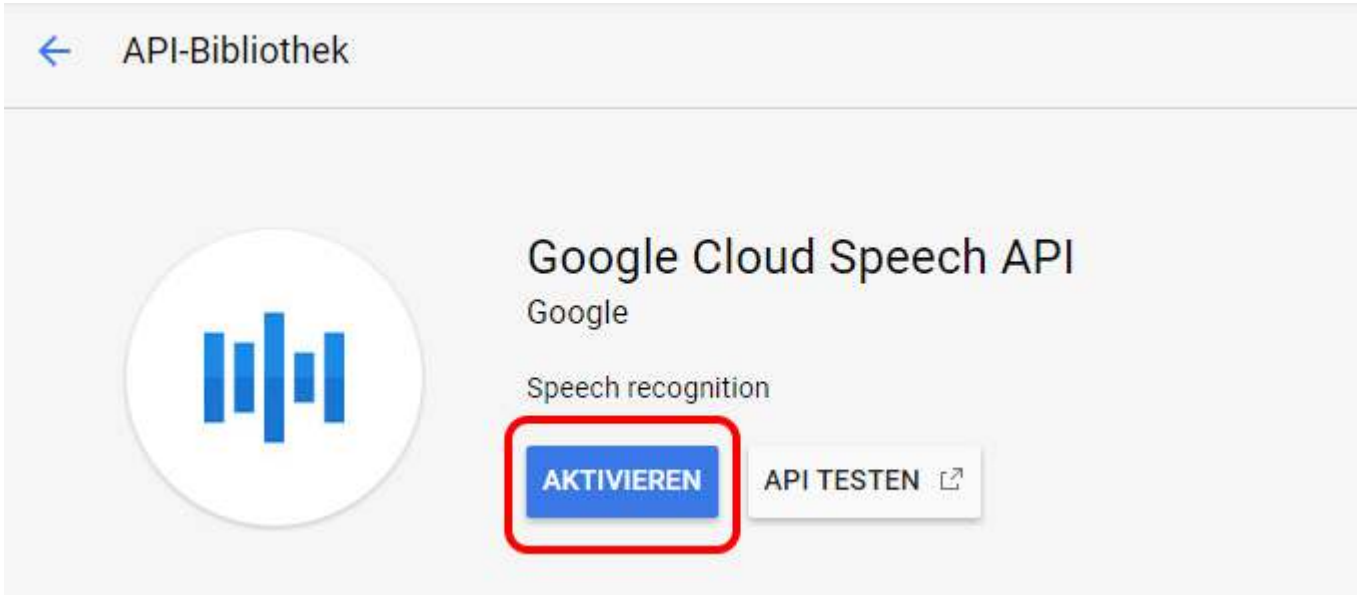 API-Bibliothek
Google Cloud Speech API
Google
Speech recognition
AKTIVIEREN API TESTEN